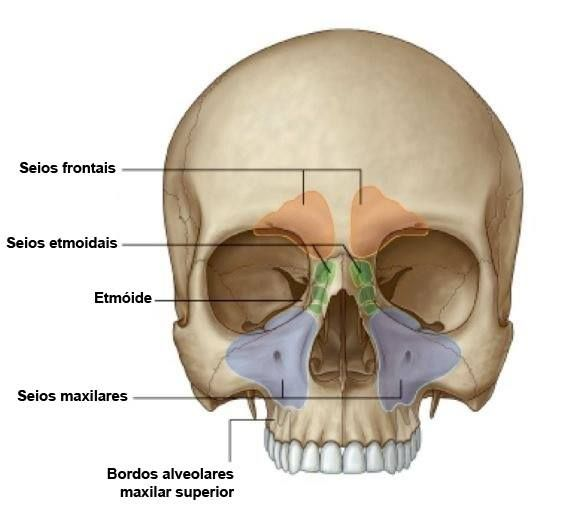 Seios frontais
Seios etmoidais
Etmóide
Seios maxilares
Bordos alveolares
maxilar superior